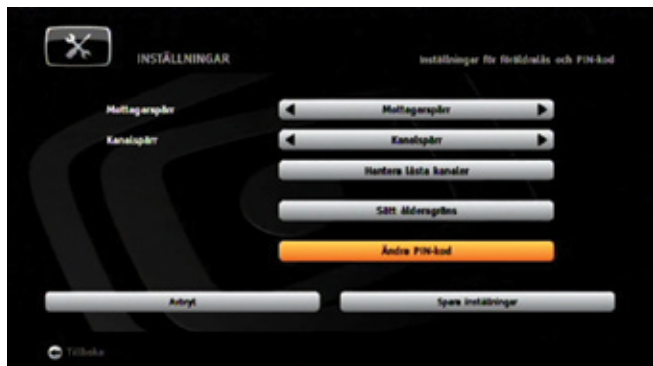 INSTÄLLNINGAR
Inställningar för föräldralås och PIN-kod
Mottagarspärr Mottagarspärr
Kanalspärr Kanalspärr
Hantera låsta kanaler
Sätt åldersgräns
Ändra PIN-kod
Avbryt Spara inställningar
Tillbaka